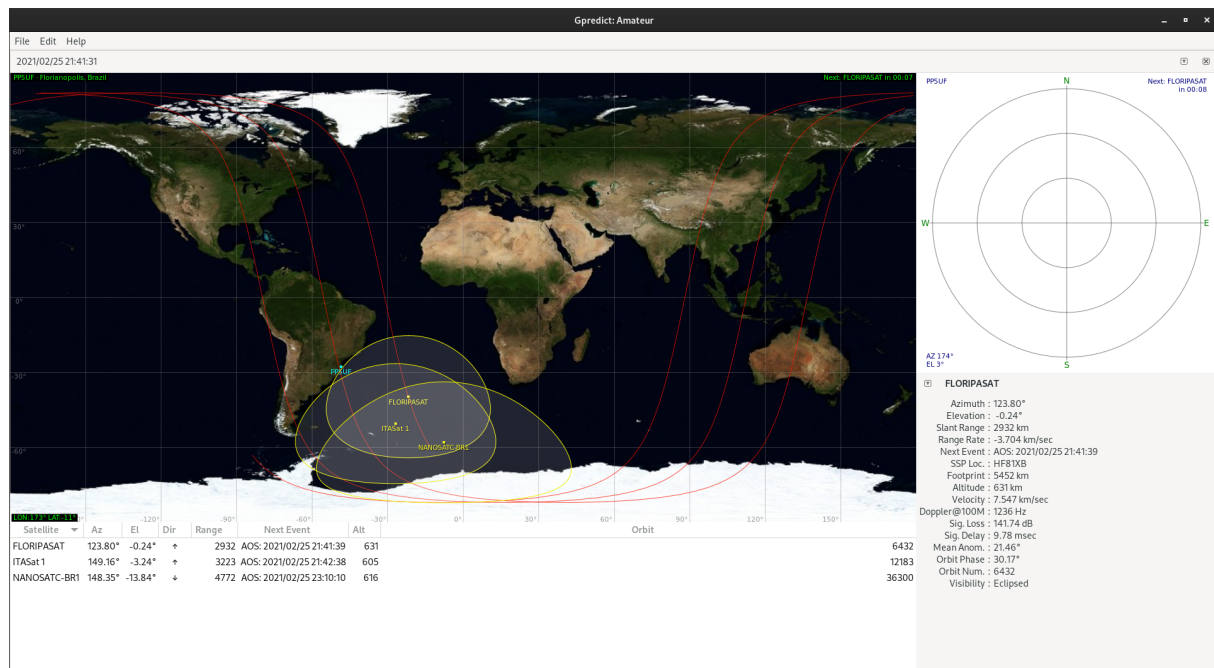 Gpredict: Amateur
File Edit Help
2021/02/25 21:41:31
PP5UF - Florianopolis, Brazil
Next: FLORIPASAT in 00:07
60°
30°
0°
-30°
-60°
PP5UF
FLORIPASAT
ITASat 1
NANOSATC-BR1
LON:173° LAT:-11°
-120° -90° -60° -30° 0° 30° 60° 90° 120° 150°
Satellite Az El Dir Range Next Event Alt Orbit
FLORIPASAT 123.80° -0.24° ↑ 2932 AOS: 2021/02/25 21:41:39 631 6432
ITASat 1 149.16° -3.24° ↑ 3223 AOS: 2021/02/25 21:42:38 605 12183
NANOSATC-BR1 148.35° -13.84° ↓ 4772 AOS: 2021/02/25 23:10:10 616 36300
PP5UF
N
Next: FLORIPASAT
in 00:08
W
E
AZ 174°
EL 3°
S
FLORIPASAT
Azimuth : 123.80°
Elevation : -0.24°
Slant Range : 2932 km
Range Rate : -3.704 km/sec
Next Event : AOS: 2021/02/25 21:41:39
SSP Loc. : HF81XB
Footprint : 5452 km
Altitude : 631 km
Velocity : 7.547 km/sec
Doppler@100M : 1236 Hz
Sig. Loss : 141.74 dB
Sig. Delay : 9.78 msec
Mean Anom. : 21.46°
Orbit Phase : 30.17°
Orbit Num. : 6432
Visibility : Eclipsed